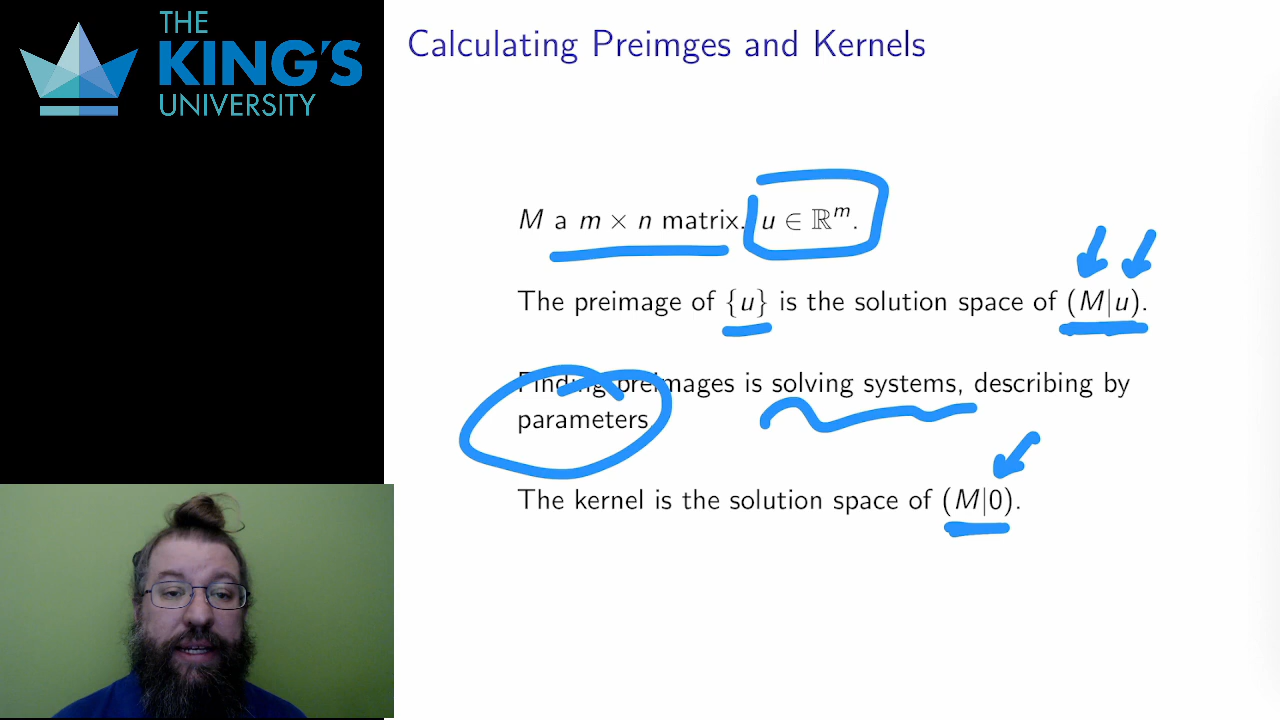 THE
KING'S
UNIVERSITY
Calculating Preimges and Kernels
M a m × n matrix. u ∈ ℝᵐ.
The preimage of {u} is the solution space of (M|u).
Finding preimages is solving systems, describing by
parameters.
The kernel is the solution space of (M|0).